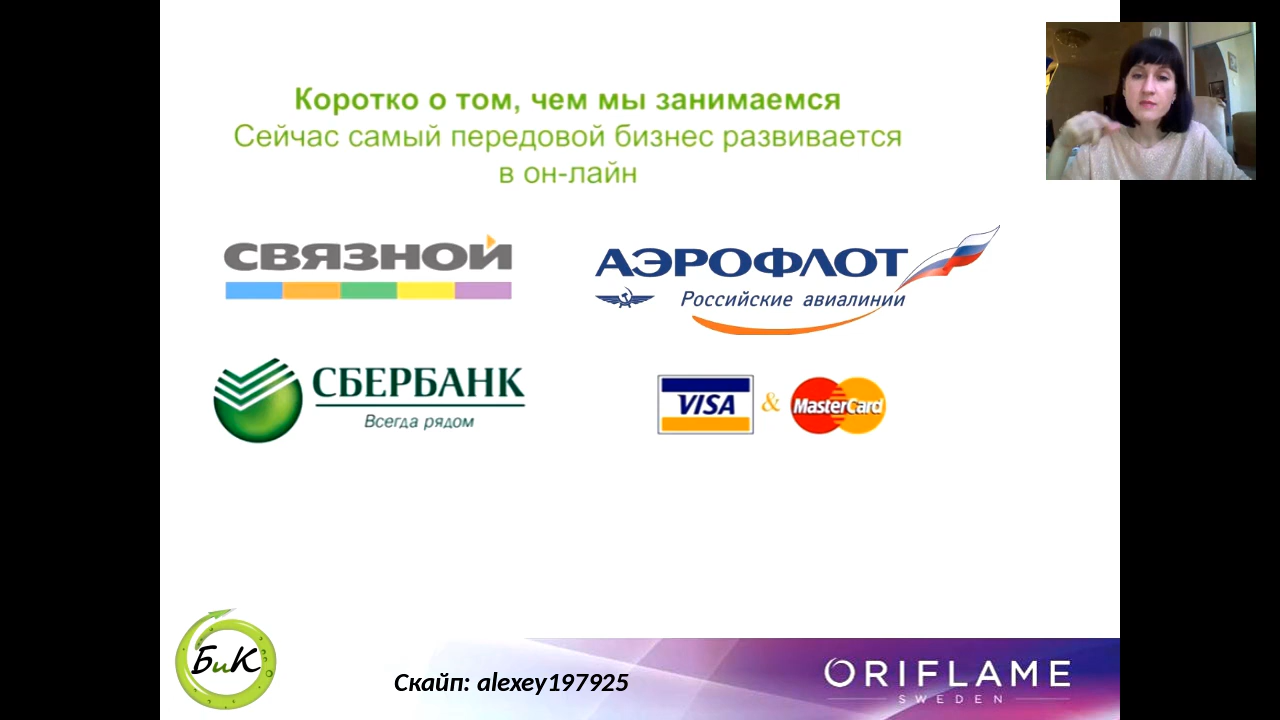 Коротко о том, чем мы занимаемся
Сейчас самый передовой бизнес развивается
в он-лайн
СВЯЗНОЙ
АЭРОФЛОТ
Российские авиалинии
СБЕРБАНК
Всегда рядом
VISA & MasterCard
БиК
Скайп: alexey197925
ORIFLAME
SWEDEN